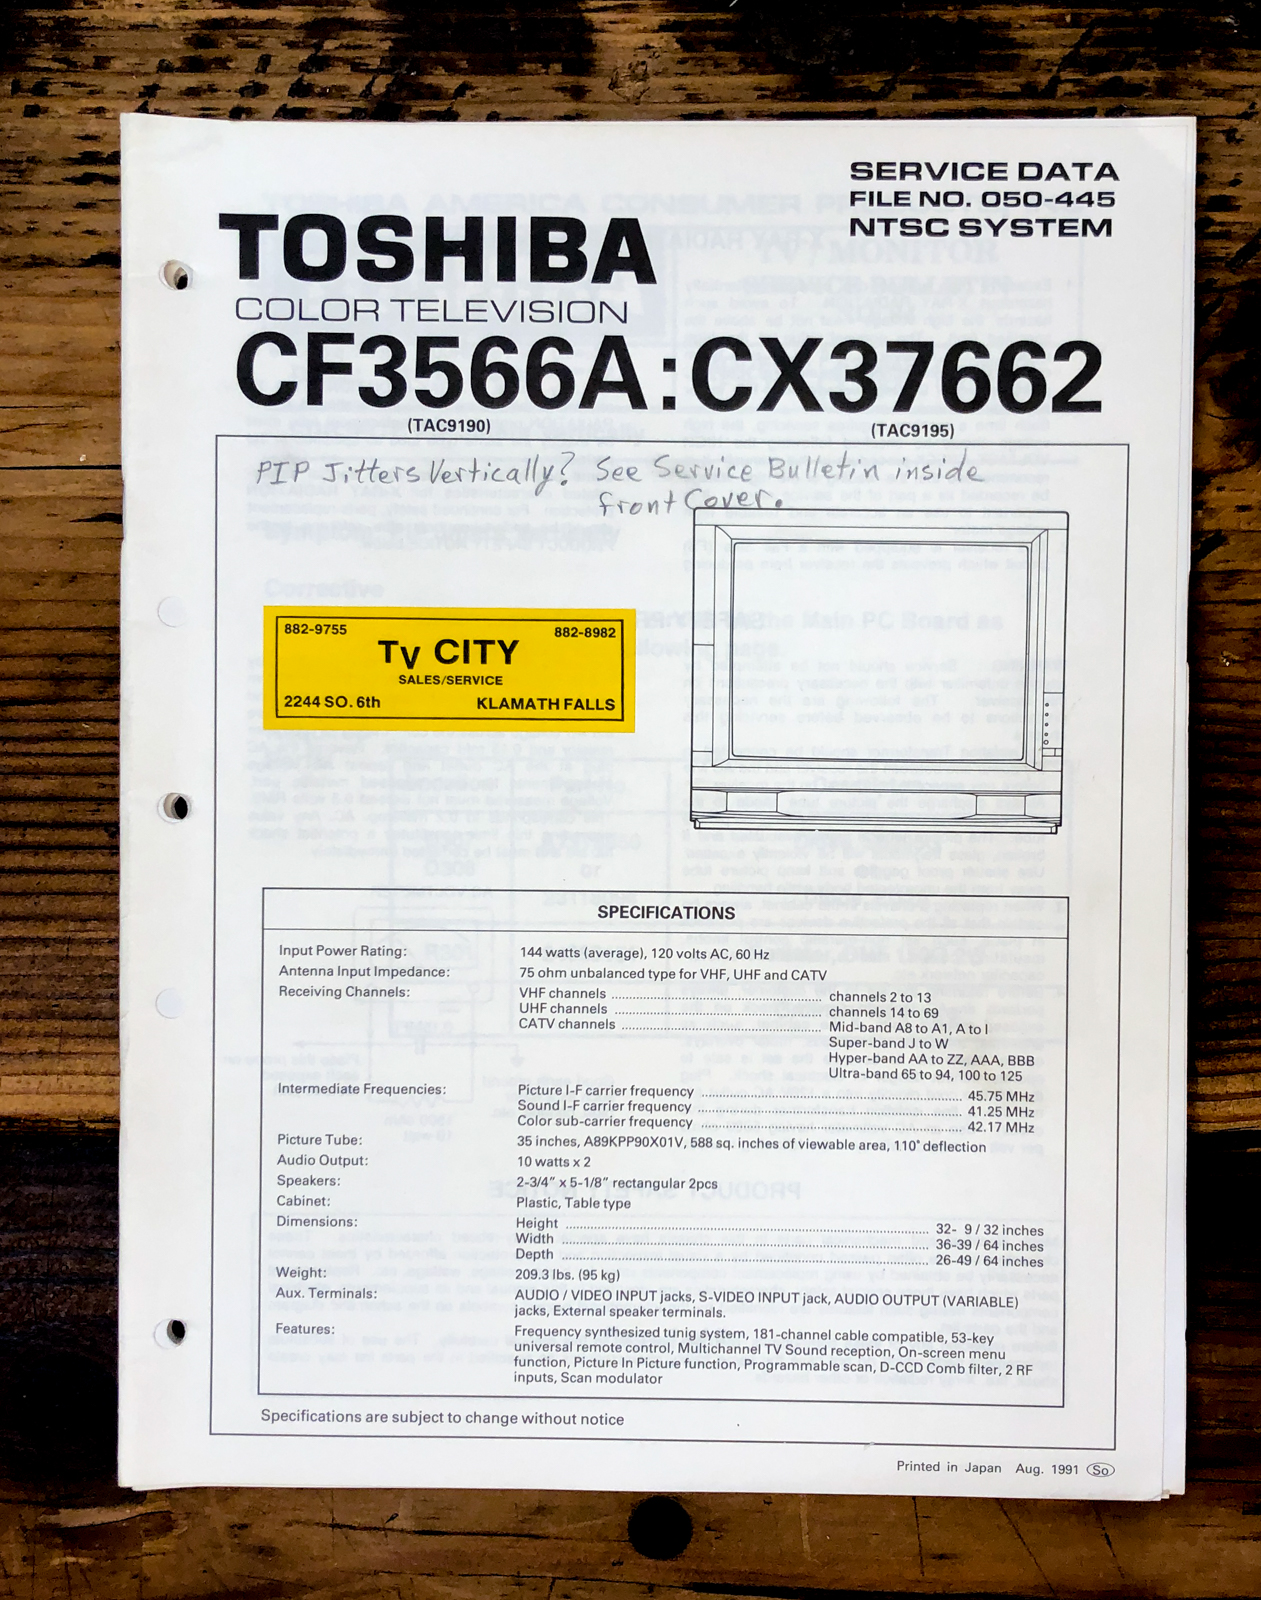 SERVICE DATA
FILE NO. 050-445
NTSC SYSTEM
TOSHIBA
COLOR TELEVISION
CF3566A:CX37662
(TAC9190) (TAC9195)
PIP Jitters Vertically? See Service Bulletin inside
front Cover.
882-9755 882-8982
TV CITY
SALES/SERVICE
2244 SO. 6th KLAMATH FALLS
SPECIFICATIONS
Input Power Rating: 144 watts (average), 120 volts AC, 60 Hz
Antenna Input Impedance: 75 ohm unbalanced type for VHF, UHF and CATV
Receiving Channels: VHF channels channels 2 to 13
UHF channels channels 14 to 69
CATV channels Mid-band A8 to A1, A to I
Super-band J to W
Hyper-band AA to ZZ, AAA, BBB
Ultra-band 65 to 94, 100 to 125
Intermediate Frequencies: Picture I-F carrier frequency 45.75 MHz
Sound I-F carrier frequency 41.25 MHz
Color sub-carrier frequency 42.17 MHz
Picture Tube: 35 inches, A89KPP90X01V, 588 sq. inches of viewable area, 110° deflection
Audio Output: 10 watts x 2
Speakers: 2-3/4" x 5-1/8" rectangular 2pcs
Cabinet: Plastic, Table type
Dimensions: Height 32- 9 / 32 inches
Width 36-39 / 64 inches
Depth 26-49 / 64 inches
Weight: 209.3 lbs. (95 kg)
Aux. Terminals: AUDIO / VIDEO INPUT jacks, S-VIDEO INPUT jack, AUDIO OUTPUT (VARIABLE)
jacks, External speaker terminals.
Features: Frequency synthesized tunig system, 181-channel cable compatible, 53-key
universal remote control, Multichannel TV Sound reception, On-screen menu
function, Picture In Picture function, Programmable scan, D-CCD Comb filter, 2 RF
inputs, Scan modulator
Specifications are subject to change without notice
Printed in Japan Aug. 1991 So